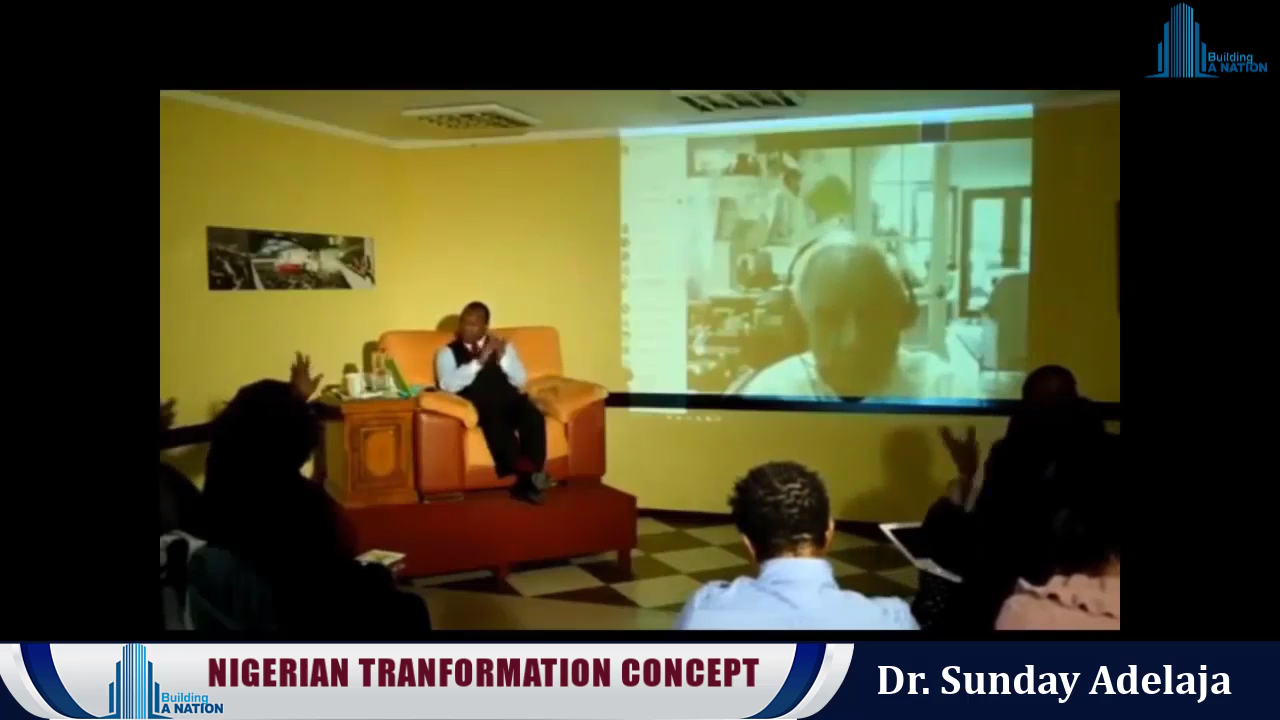 Building
A NATION
NIGERIAN TRANFORMATION CONCEPT
Building
A NATION
Dr. Sunday Adelaja